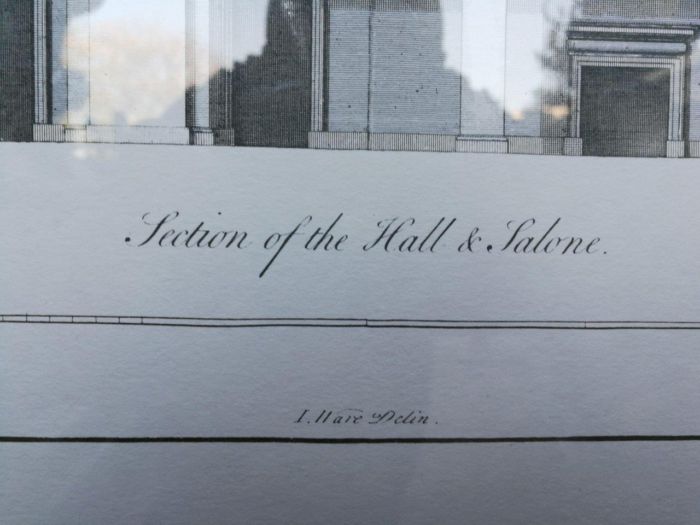 Section of the Hall & Salone.
I. Ware Delin.